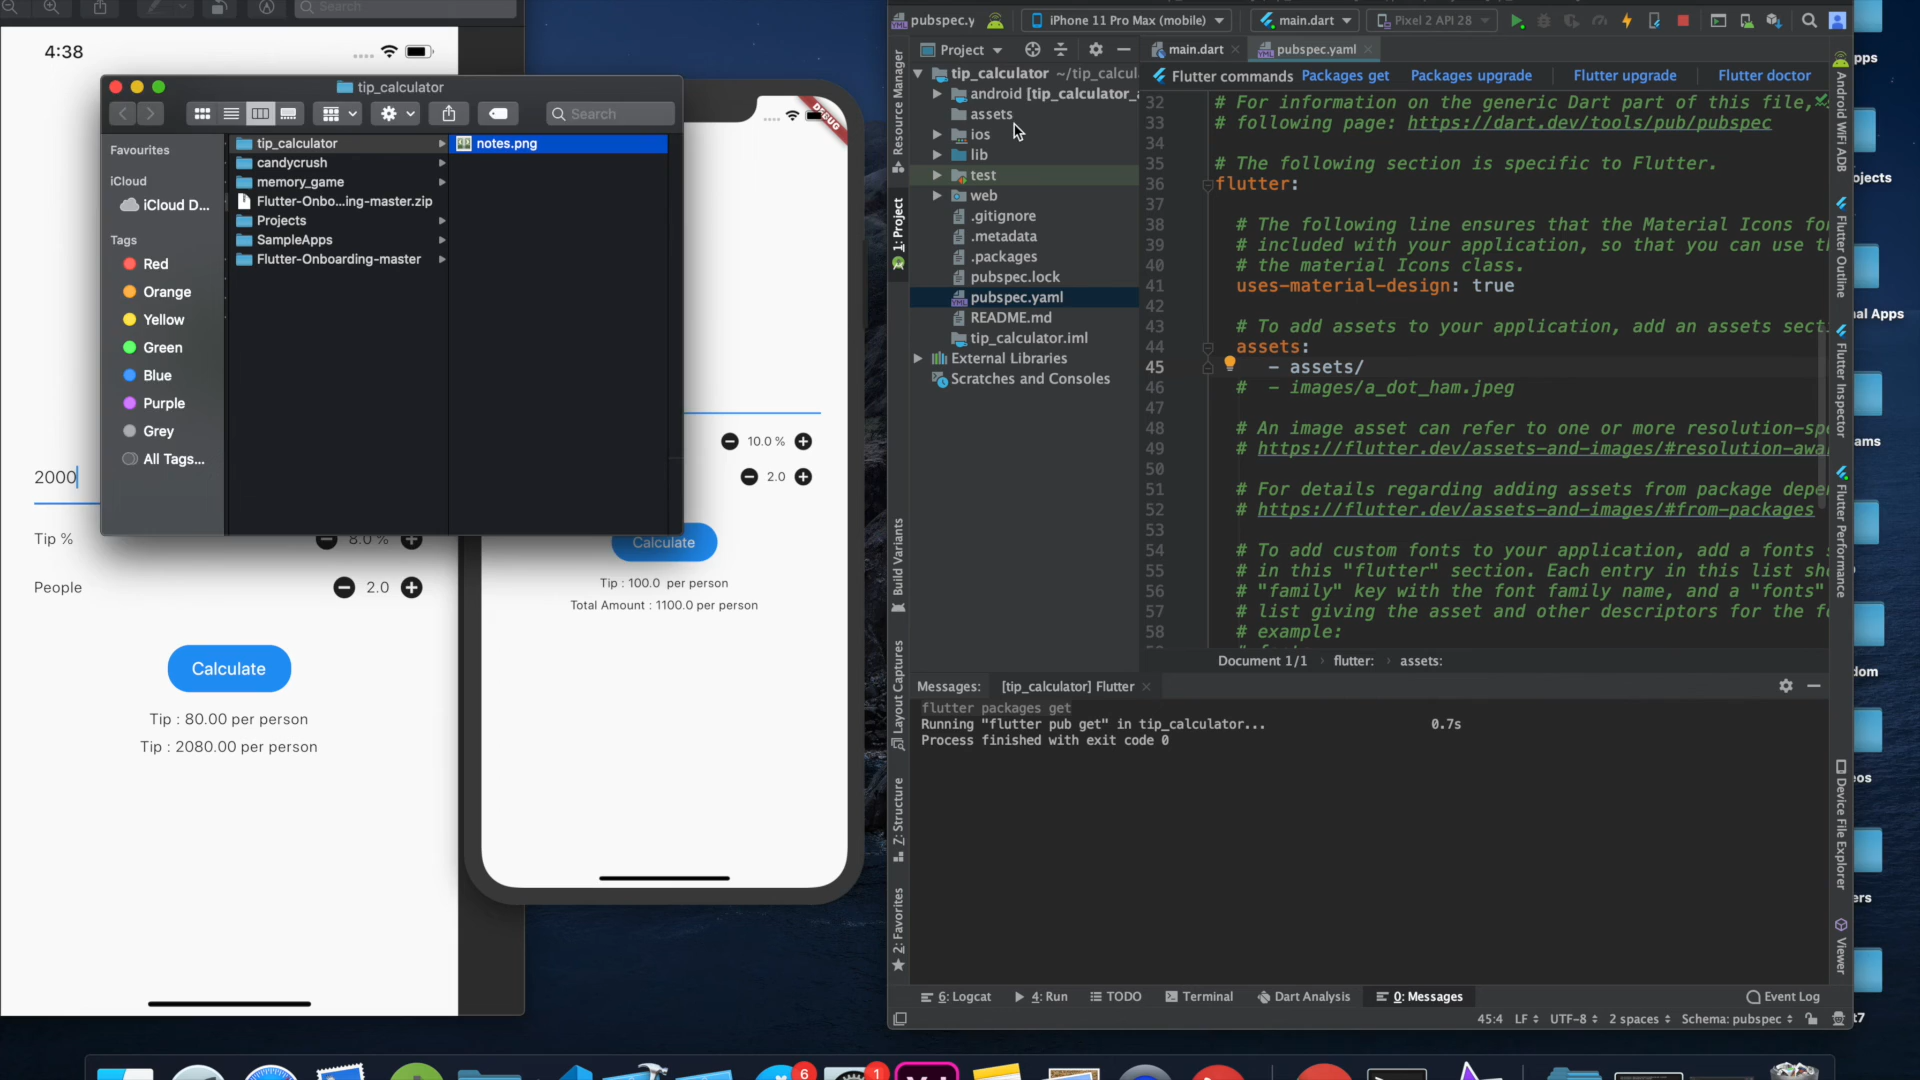 Search
4:38
tip_calculator
Search
Favourites
iCloud
iCloud D...
Tags
Red
Orange
Yellow
Green
Blue
Purple
Grey
All Tags...
tip_calculator
candycrush
memory_game
Flutter-Onbo...ing-master.zip
Projects
SampleApps
Flutter-Onboarding-master
notes.png
2000
Tip %
8.0 %
People
2.0
Calculate
Tip : 80.00 per person
Tip : 2080.00 per person
DEBUG
10.0 %
2.0
Calculate
Tip : 100.0 per person
Total Amount : 1100.0 per person
pubspec.y
iPhone 11 Pro Max (mobile)
main.dart
Pixel 2 API 28
Project
main.dart
pubspec.yaml
Flutter commands
Packages get
Packages upgrade
Flutter upgrade
Flutter doctor
tip_calculator ~/tip_calcul
android [tip_calculator_a
assets
ios
lib
test
web
.gitignore
.metadata
.packages
pubspec.lock
pubspec.yaml
README.md
tip_calculator.iml
External Libraries
Scratches and Consoles
32 # For information on the generic Dart part of this file,
33 # following page: https://dart.dev/tools/pub/pubspec
34
35 # The following section is specific to Flutter.
36 flutter:
37
38 # The following line ensures that the Material Icons fo
39 # included with your application, so that you can use t
40 # the material Icons class.
41 uses-material-design: true
42
43 # To add assets to your application, add an assets sect
44 assets:
45 - assets/
46 # - images/a_dot_ham.jpeg
47
48 # An image asset can refer to one or more resolution-sp
49 # https://flutter.dev/assets-and-images/#resolution-awa
50
51 # For details regarding adding assets from package depe
52 # https://flutter.dev/assets-and-images/#from-packages
53
54 # To add custom fonts to your application, add a fonts s
55 # in this "flutter" section. Each entry in this list sh
56 # "family" key with the font family name, and a "fonts"
57 # list giving the asset and other descriptors for the f
58 # example:
Document 1/1
flutter:
assets:
Messages:
[tip_calculator] Flutter
flutter packages get
Running "flutter pub get" in tip_calculator... 0.7s
Process finished with exit code 0
6: Logcat
4: Run
TODO
Terminal
Dart Analysis
0: Messages
Event Log
45:4
LF
UTF-8
2 spaces
Schema: pubspec
Resource Manager
1: Project
Build Variants
Layout Captures
Z: Structure
2: Favorites
Android WiFi ADB
Flutter Outline
Flutter Inspector
Flutter Performance
Device File Explorer
Viewer
pps
ojects
nal Apps
ams
dom
eos
ers
t7
6
1